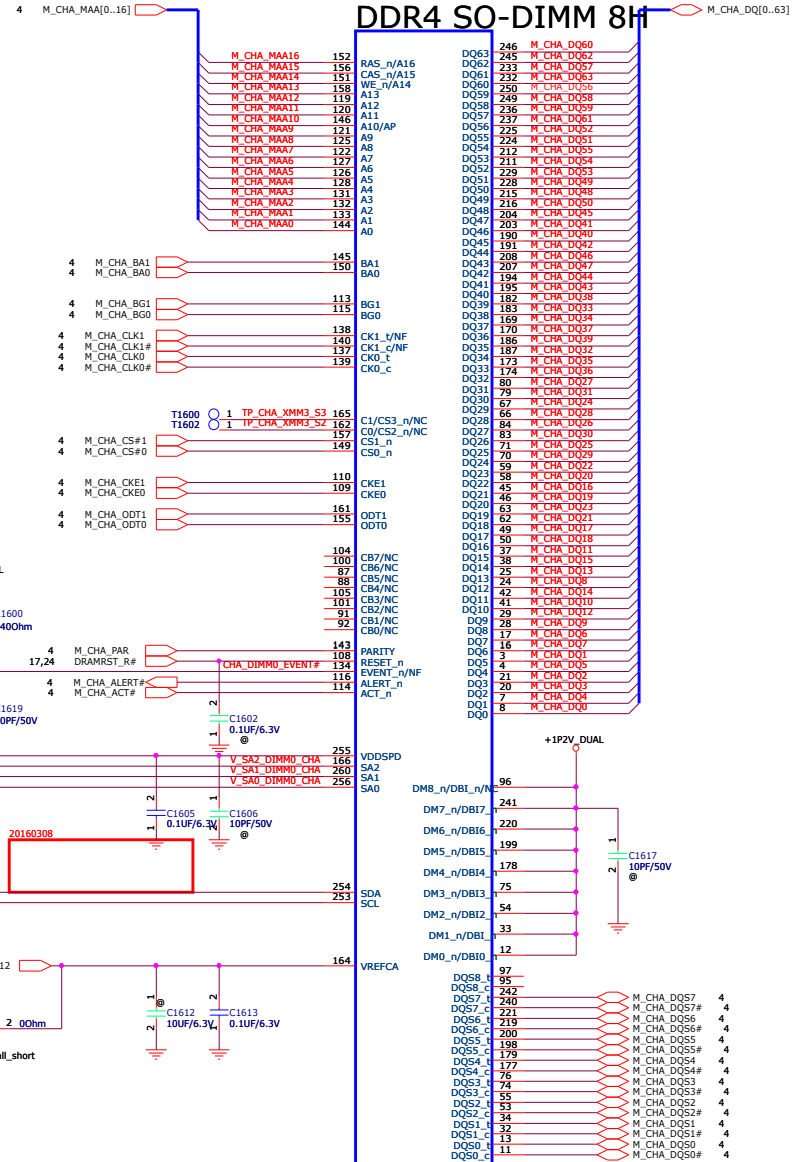 DDR4 SO-DIMM 8H
4 M_CHA_MAA[0..16]
M_CHA_DQ[0..63]
M_CHA_MAA16 152 RAS_n/A16
M_CHA_MAA15 156 CAS_n/A15
M_CHA_MAA14 151 WE_n/A14
M_CHA_MAA13 158 A13
M_CHA_MAA12 119 A12
M_CHA_MAA11 120 A11
M_CHA_MAA10 146 A10/AP
M_CHA_MAA9 121 A9
M_CHA_MAA8 125 A8
M_CHA_MAA7 122 A7
M_CHA_MAA6 127 A6
M_CHA_MAA5 126 A5
M_CHA_MAA4 128 A4
M_CHA_MAA3 131 A3
M_CHA_MAA2 132 A2
M_CHA_MAA1 133 A1
M_CHA_MAA0 144 A0
4 M_CHA_BA1 145 BA1
4 M_CHA_BA0 150 BA0
4 M_CHA_BG1 113 BG1
4 M_CHA_BG0 115 BG0
4 M_CHA_CLK1 138 CK1_t/NF
4 M_CHA_CLK1# 140 CK1_c/NF
4 M_CHA_CLK0 137 CK0_t
4 M_CHA_CLK0# 139 CK0_c
T1600 1 TP_CHA_XMM3_S3 165 C1/CS3_n/NC
T1602 1 TP_CHA_XMM3_S2 162 C0/CS2_n/NC
4 M_CHA_CS#1 157 CS1_n
4 M_CHA_CS#0 149 CS0_n
4 M_CHA_CKE1 110 CKE1
4 M_CHA_CKE0 109 CKE0
4 M_CHA_ODT1 161 ODT1
4 M_CHA_ODT0 155 ODT0
104 CB7/NC
100 CB6/NC
87 CB5/NC
88 CB4/NC
105 CB3/NC
101 CB2/NC
91 CB1/NC
92 CB0/NC
L
1600
40Ohm
4 M_CHA_PAR 143 PARITY
17,24 DRAMRST_R# 108 RESET_n
CHA_DIMM0_EVENT# 134 EVENT_n/NF
4 M_CHA_ALERT# 116 ALERT_n
4 M_CHA_ACT# 114 ACT_n
1619
0PF/50V
2
1
C1602
0.1UF/6.3V
@
255 VDDSPD
V_SA2_DIMM0_CHA 166 SA2
V_SA1_DIMM0_CHA 260 SA1
V_SA0_DIMM0_CHA 256 SA0
2
1
C1605
0.1UF/6.3V
1
2
C1606
10PF/50V
@
20160308
254 SDA
253 SCL
12
164 VREFCA
1
2
@
C1612
10UF/6.3V
2
1
C1613
0.1UF/6.3V
2 0Ohm
all_short
DQ63 246 M_CHA_DQ60
DQ62 245 M_CHA_DQ62
DQ61 233 M_CHA_DQ57
DQ60 232 M_CHA_DQ63
DQ59 250 M_CHA_DQ56
DQ58 249 M_CHA_DQ58
DQ57 236 M_CHA_DQ59
DQ56 237 M_CHA_DQ61
DQ55 225 M_CHA_DQ52
DQ54 224 M_CHA_DQ51
DQ53 212 M_CHA_DQ55
DQ52 211 M_CHA_DQ54
DQ51 229 M_CHA_DQ53
DQ50 228 M_CHA_DQ49
DQ49 215 M_CHA_DQ48
DQ48 216 M_CHA_DQ50
DQ47 204 M_CHA_DQ45
DQ46 203 M_CHA_DQ41
DQ45 190 M_CHA_DQ40
DQ44 191 M_CHA_DQ42
DQ43 208 M_CHA_DQ46
DQ42 207 M_CHA_DQ47
DQ41 194 M_CHA_DQ44
DQ40 195 M_CHA_DQ43
DQ39 182 M_CHA_DQ38
DQ38 183 M_CHA_DQ33
DQ37 169 M_CHA_DQ34
DQ36 170 M_CHA_DQ37
DQ35 186 M_CHA_DQ39
DQ34 187 M_CHA_DQ32
DQ33 173 M_CHA_DQ35
DQ32 174 M_CHA_DQ36
DQ31 80 M_CHA_DQ27
DQ30 79 M_CHA_DQ31
DQ29 67 M_CHA_DQ24
DQ28 66 M_CHA_DQ28
DQ27 84 M_CHA_DQ26
DQ26 83 M_CHA_DQ30
DQ25 71 M_CHA_DQ25
DQ24 70 M_CHA_DQ29
DQ23 59 M_CHA_DQ22
DQ22 58 M_CHA_DQ20
DQ21 45 M_CHA_DQ16
DQ20 46 M_CHA_DQ19
DQ19 63 M_CHA_DQ23
DQ18 62 M_CHA_DQ21
DQ17 49 M_CHA_DQ17
DQ16 50 M_CHA_DQ18
DQ15 37 M_CHA_DQ11
DQ14 38 M_CHA_DQ15
DQ13 25 M_CHA_DQ13
DQ12 24 M_CHA_DQ8
DQ11 42 M_CHA_DQ14
DQ10 41 M_CHA_DQ10
DQ9 29 M_CHA_DQ12
DQ8 28 M_CHA_DQ9
DQ7 17 M_CHA_DQ6
DQ6 16 M_CHA_DQ7
DQ5 3 M_CHA_DQ1
DQ4 4 M_CHA_DQ5
DQ3 21 M_CHA_DQ2
DQ2 20 M_CHA_DQ3
DQ1 7 M_CHA_DQ4
DQ0 8 M_CHA_DQ0
+1P2V_DUAL
DM8_n/DBI_n/NC 96
DM7_n/DBI7_n 241
DM6_n/DBI6_n 220
DM5_n/DBI5_n 199
DM4_n/DBI4_n 178
DM3_n/DBI3_n 75
DM2_n/DBI2_n 54
DM1_n/DBI_n 33
DM0_n/DBI0_n 12
1
2
C1617
10PF/50V
@
DQS8_t 97
DQS8_c 95
DQS7_t 242 M_CHA_DQS7 4
DQS7_c 240 M_CHA_DQS7# 4
DQS6_t 221 M_CHA_DQS6 4
DQS6_c 219 M_CHA_DQS6# 4
DQS5_t 200 M_CHA_DQS5 4
DQS5_c 198 M_CHA_DQS5# 4
DQS4_t 179 M_CHA_DQS4 4
DQS4_c 177 M_CHA_DQS4# 4
DQS3_t 76 M_CHA_DQS3 4
DQS3_c 74 M_CHA_DQS3# 4
DQS2_t 55 M_CHA_DQS2 4
DQS2_c 53 M_CHA_DQS2# 4
DQS1_t 34 M_CHA_DQS1 4
DQS1_c 32 M_CHA_DQS1# 4
DQS0_t 13 M_CHA_DQS0 4
DQS0_c 11 M_CHA_DQS0# 4